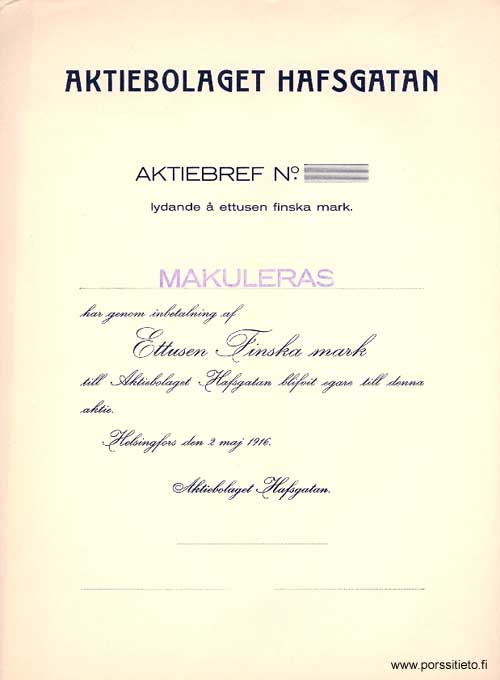 AKTIEBOLAGET HAFSGATAN
AKTIEBREF No.
lydande å ettusen finska mark.
MAKULERAS
har genom inbetalning af
Ettusen Finska mark
till Aktiebolaget Hafsgatan blifvit egare till denna
aktie.
Helsingfors den 2 maj 1916.
Aktiebolaget Hafsgatan.
www.porssitieto.fi